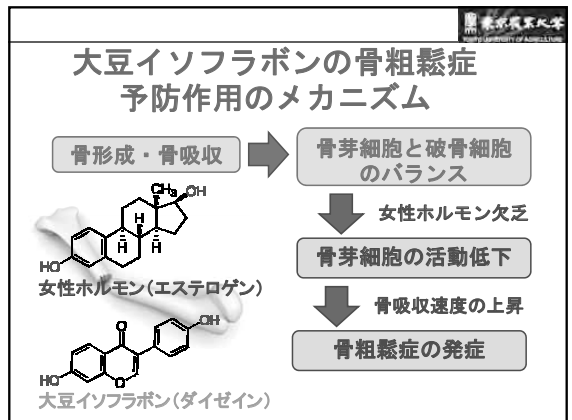 東京農業大学
TOKYO UNIVERSITY OF AGRICULTURE
大豆イソフラボンの骨粗鬆症
予防作用のメカニズム
骨形成・骨吸収
骨芽細胞と破骨細胞
のバランス
女性ホルモン欠乏
骨芽細胞の活動低下
骨吸収速度の上昇
骨粗鬆症の発症
CH₃
OH
H
H
H
HO
女性ホルモン(エステロゲン)
O
OH
HO
O
大豆イソフラボン(ダイゼイン)